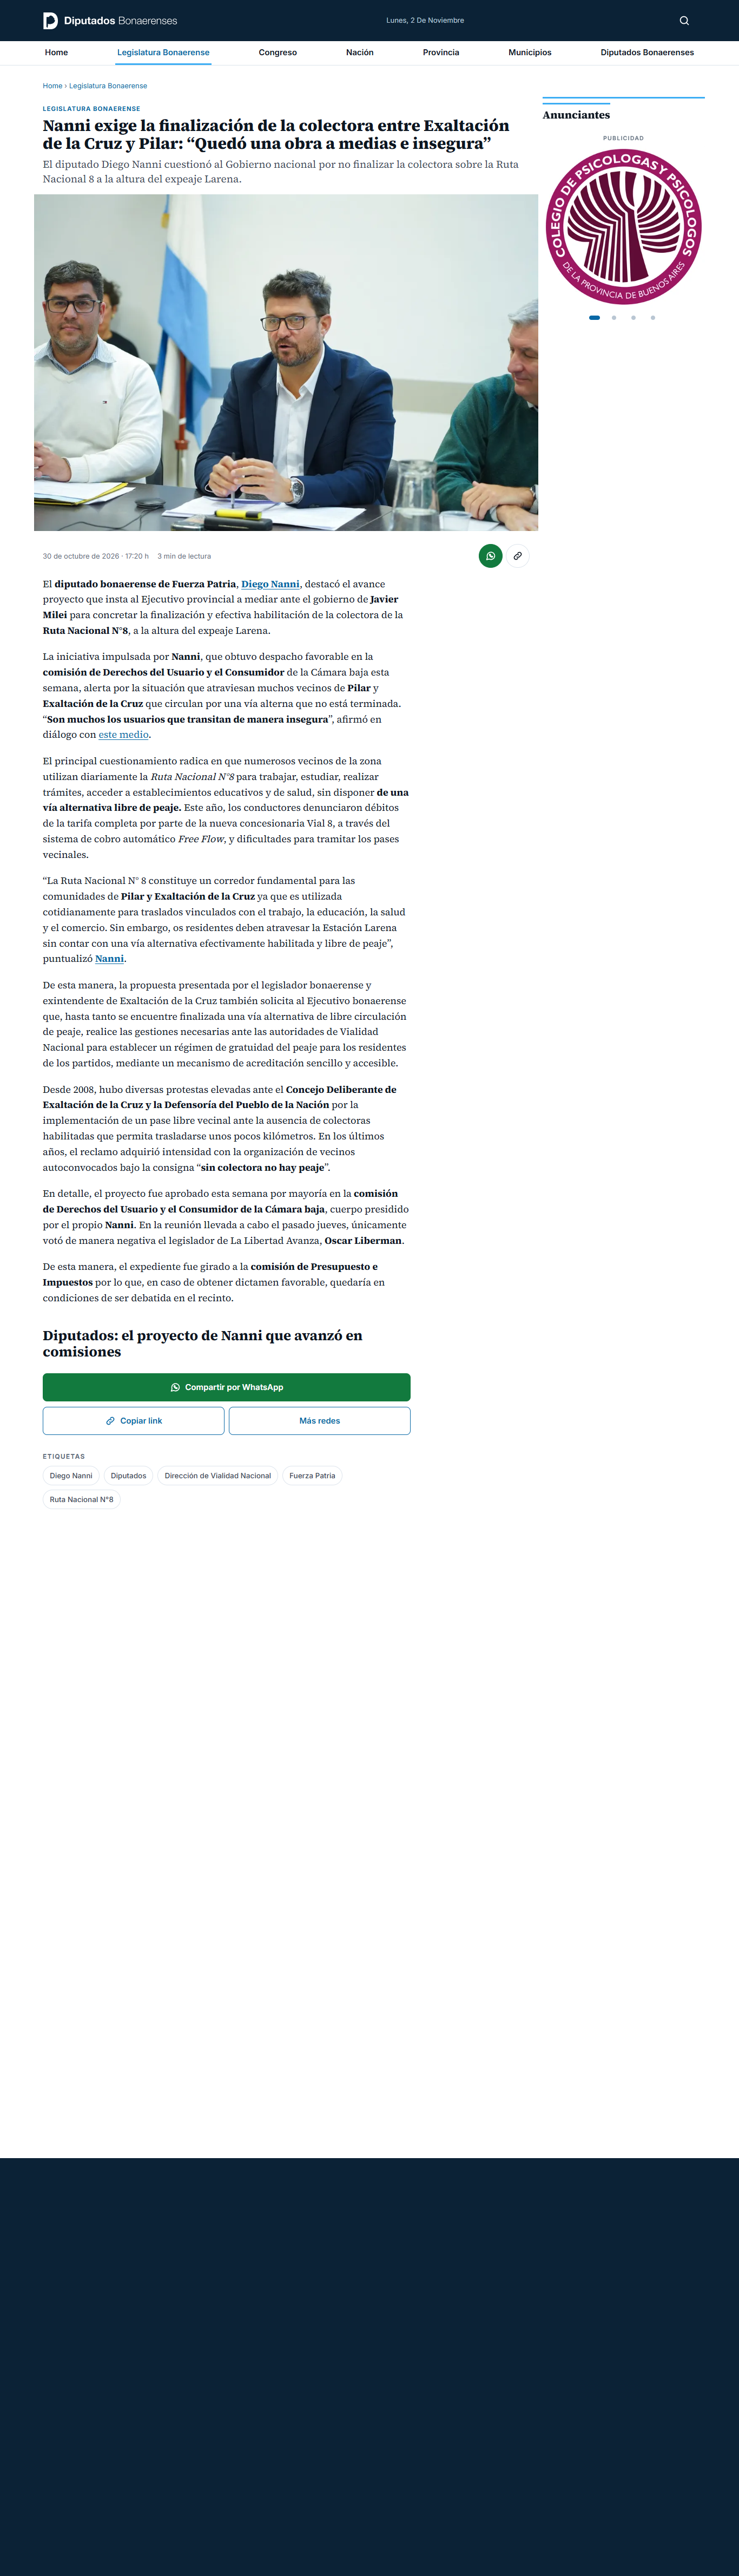 Diputados Bonaerenses
Lunes, 2 De Noviembre
Home
Legislatura Bonaerense
Congreso
Nación
Provincia
Municipios
Diputados Bonaerenses
Home › Legislatura Bonaerense
LEGISLATURA BONAERENSE
Nanni exige la finalización de la colectora entre Exaltación
de la Cruz y Pilar: “Quedó una obra a medias e insegura”
El diputado Diego Nanni cuestionó al Gobierno nacional por no finalizar la colectora sobre la Ruta
Nacional 8 a la altura del expeaje Larena.
Anunciantes
PUBLICIDAD
COLEGIO DE PSICOLOGAS Y PSICOLOGOS
DE LA PROVINCIA DE BUENOS AIRES
30 de octubre de 2026 · 17:20 h 3 min de lectura
El diputado bonaerense de Fuerza Patria, Diego Nanni, destacó el avance
proyecto que insta al Ejecutivo provincial a mediar ante el gobierno de Javier
Milei para concretar la finalización y efectiva habilitación de la colectora de la
Ruta Nacional N°8, a la altura del expeaje Larena.
La iniciativa impulsada por Nanni, que obtuvo despacho favorable en la
comisión de Derechos del Usuario y el Consumidor de la Cámara baja esta
semana, alerta por la situación que atraviesan muchos vecinos de Pilar y
Exaltación de la Cruz que circulan por una vía alterna que no está terminada.
“Son muchos los usuarios que transitan de manera insegura”, afirmó en
diálogo con este medio.
El principal cuestionamiento radica en que numerosos vecinos de la zona
utilizan diariamente la Ruta Nacional N°8 para trabajar, estudiar, realizar
trámites, acceder a establecimientos educativos y de salud, sin disponer de una
vía alternativa libre de peaje. Este año, los conductores denunciaron débitos
de la tarifa completa por parte de la nueva concesionaria Vial 8, a través del
sistema de cobro automático Free Flow, y dificultades para tramitar los pases
vecinales.
“La Ruta Nacional N° 8 constituye un corredor fundamental para las
comunidades de Pilar y Exaltación de la Cruz ya que es utilizada
cotidianamente para traslados vinculados con el trabajo, la educación, la salud
y el comercio. Sin embargo, os residentes deben atravesar la Estación Larena
sin contar con una vía alternativa efectivamente habilitada y libre de peaje”,
puntualizó Nanni.
De esta manera, la propuesta presentada por el legislador bonaerense y
exintendente de Exaltación de la Cruz también solicita al Ejecutivo bonaerense
que, hasta tanto se encuentre finalizada una vía alternativa de libre circulación
de peaje, realice las gestiones necesarias ante las autoridades de Vialidad
Nacional para establecer un régimen de gratuidad del peaje para los residentes
de los partidos, mediante un mecanismo de acreditación sencillo y accesible.
Desde 2008, hubo diversas protestas elevadas ante el Concejo Deliberante de
Exaltación de la Cruz y la Defensoría del Pueblo de la Nación por la
implementación de un pase libre vecinal ante la ausencia de colectoras
habilitadas que permita trasladarse unos pocos kilómetros. En los últimos
años, el reclamo adquirió intensidad con la organización de vecinos
autoconvocados bajo la consigna “sin colectora no hay peaje”.
En detalle, el proyecto fue aprobado esta semana por mayoría en la comisión
de Derechos del Usuario y el Consumidor de la Cámara baja, cuerpo presidido
por el propio Nanni. En la reunión llevada a cabo el pasado jueves, únicamente
votó de manera negativa el legislador de La Libertad Avanza, Oscar Liberman.
De esta manera, el expediente fue girado a la comisión de Presupuesto e
Impuestos por lo que, en caso de obtener dictamen favorable, quedaría en
condiciones de ser debatida en el recinto.
Diputados: el proyecto de Nanni que avanzó en
comisiones
Compartir por WhatsApp
Copiar link
Más redes
ETIQUETAS
Diego Nanni
Diputados
Dirección de Vialidad Nacional
Fuerza Patria
Ruta Nacional N°8